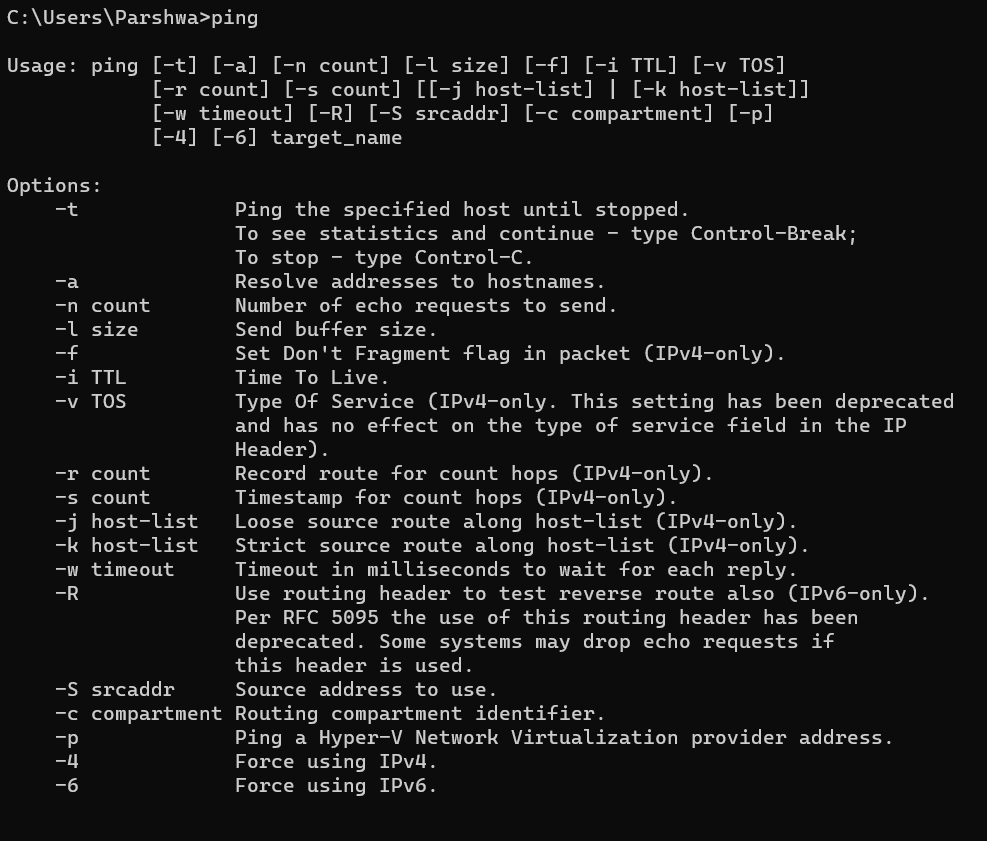 C:\Users\Parshwa>ping
Usage: ping [-t] [-a] [-n count] [-l size] [-f] [-i TTL] [-v TOS]
            [-r count] [-s count] [[-j host-list] | [-k host-list]]
            [-w timeout] [-R] [-S srcaddr] [-c compartment] [-p]
            [-4] [-6] target_name
Options:
    -t             Ping the specified host until stopped.
                   To see statistics and continue - type Control-Break;
                   To stop - type Control-C.
    -a             Resolve addresses to hostnames.
    -n count       Number of echo requests to send.
    -l size        Send buffer size.
    -f             Set Don't Fragment flag in packet (IPv4-only).
    -i TTL         Time To Live.
    -v TOS         Type Of Service (IPv4-only. This setting has been deprecated
                   and has no effect on the type of service field in the IP
                   Header).
    -r count       Record route for count hops (IPv4-only).
    -s count       Timestamp for count hops (IPv4-only).
    -j host-list   Loose source route along host-list (IPv4-only).
    -k host-list   Strict source route along host-list (IPv4-only).
    -w timeout     Timeout in milliseconds to wait for each reply.
    -R             Use routing header to test reverse route also (IPv6-only).
                   Per RFC 5095 the use of this routing header has been
                   deprecated. Some systems may drop echo requests if
                   this header is used.
    -S srcaddr     Source address to use.
    -c compartment Routing compartment identifier.
    -p             Ping a Hyper-V Network Virtualization provider address.
    -4             Force using IPv4.
    -6             Force using IPv6.